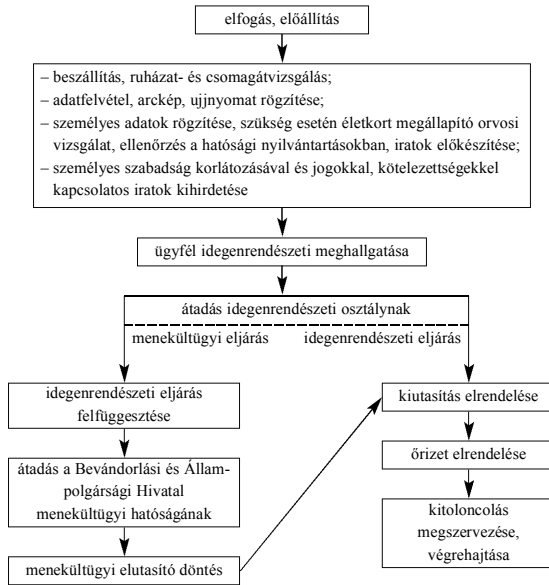 elfogás, előállítás
– beszállítás, ruházat- és csomagátvizsgálás;
– adatfelvétel, arckép, ujjnyomat rögzítése;
– személyes adatok rögzítése, szükség esetén életkort megállapító orvosi
vizsgálat, ellenőrzés a hatósági nyilvántartásokban, iratok előkészítése;
– személyes szabadság korlátozásával és jogokkal, kötelezettségekkel
kapcsolatos iratok kihirdetése
ügyfél idegenrendészeti meghallgatása
átadás idegenrendészeti osztálynak
menekültügyi eljárás
idegenrendészeti eljárás
idegenrendészeti eljárás
felfüggesztése
átadás a Bevándorlási és Állam-
polgársági Hivatal
menekültügyi hatóságának
menekültügyi elutasító döntés
kiutasítás elrendelése
őrizet elrendelése
kitoloncolás
megszervezése,
végrehajtása